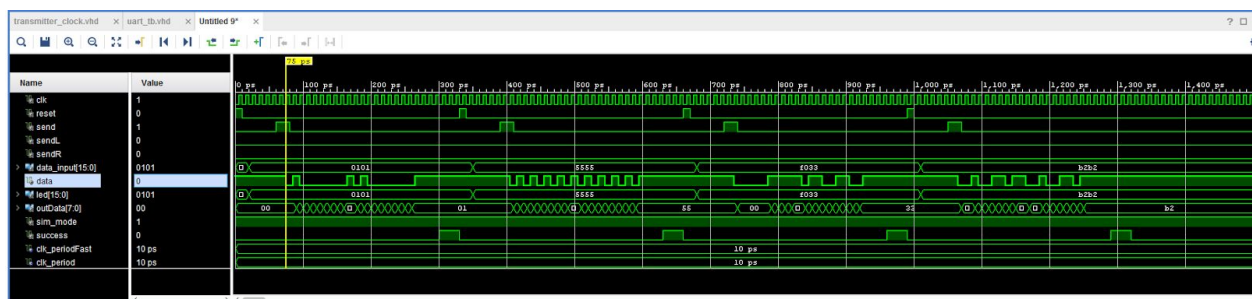 transmitter_clock.vhd × uart_tb.vhd × Untitled 9* ×
75 ps
Name Value 0 ps 100 ps 200 ps 300 ps 400 ps 500 ps 600 ps 700 ps 800 ps 900 ps 1,000 ps 1,100 ps 1,200 ps 1,300 ps 1,400 ps
clk 1
reset 0
send 1
sendL 0
sendR 0
data_input[15:0] 0101 0101 5555 f033 b2b2
data 0
led[15:0] 0101 0101 5555 f033 b2b2
outData[7:0] 00 00 01 55 00 33 b2
sim_mode 1
success 0
clk_periodFast 10 ps 10 ps
clk_period 10 ps 10 ps